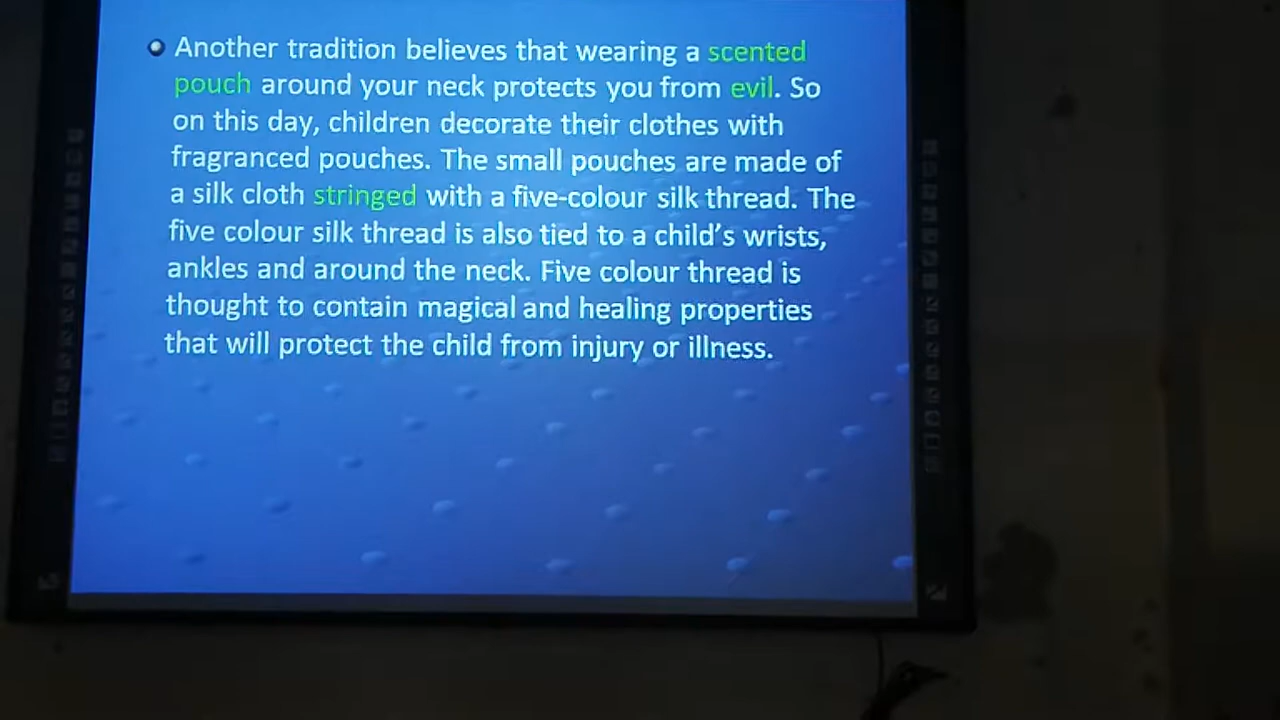 Another tradition believes that wearing a scented
pouch around your neck protects you from evil. So
on this day, children decorate their clothes with
fragranced pouches. The small pouches are made of
a silk cloth stringed with a five-colour silk thread. The
five colour silk thread is also tied to a child's wrists,
ankles and around the neck. Five colour thread is
thought to contain magical and healing properties
that will protect the child from injury or illness.